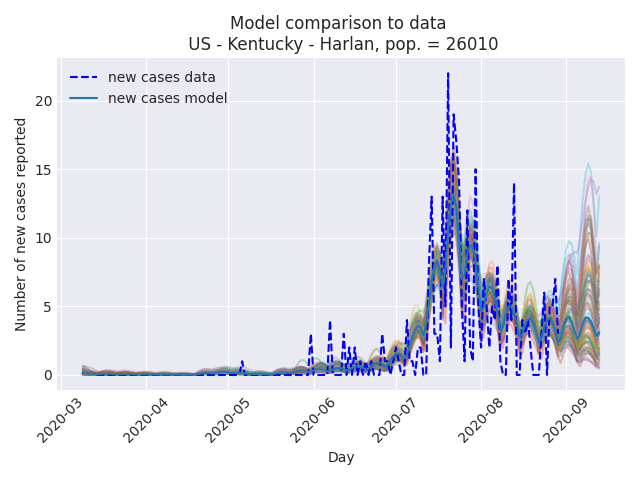 Model comparison to data
US - Kentucky - Harlan, pop. = 26010
new cases data
new cases model
Number of new cases reported
20
15
10
5
0
2020-03
2020-04
2020-05
2020-06
2020-07
2020-08
2020-09
Day